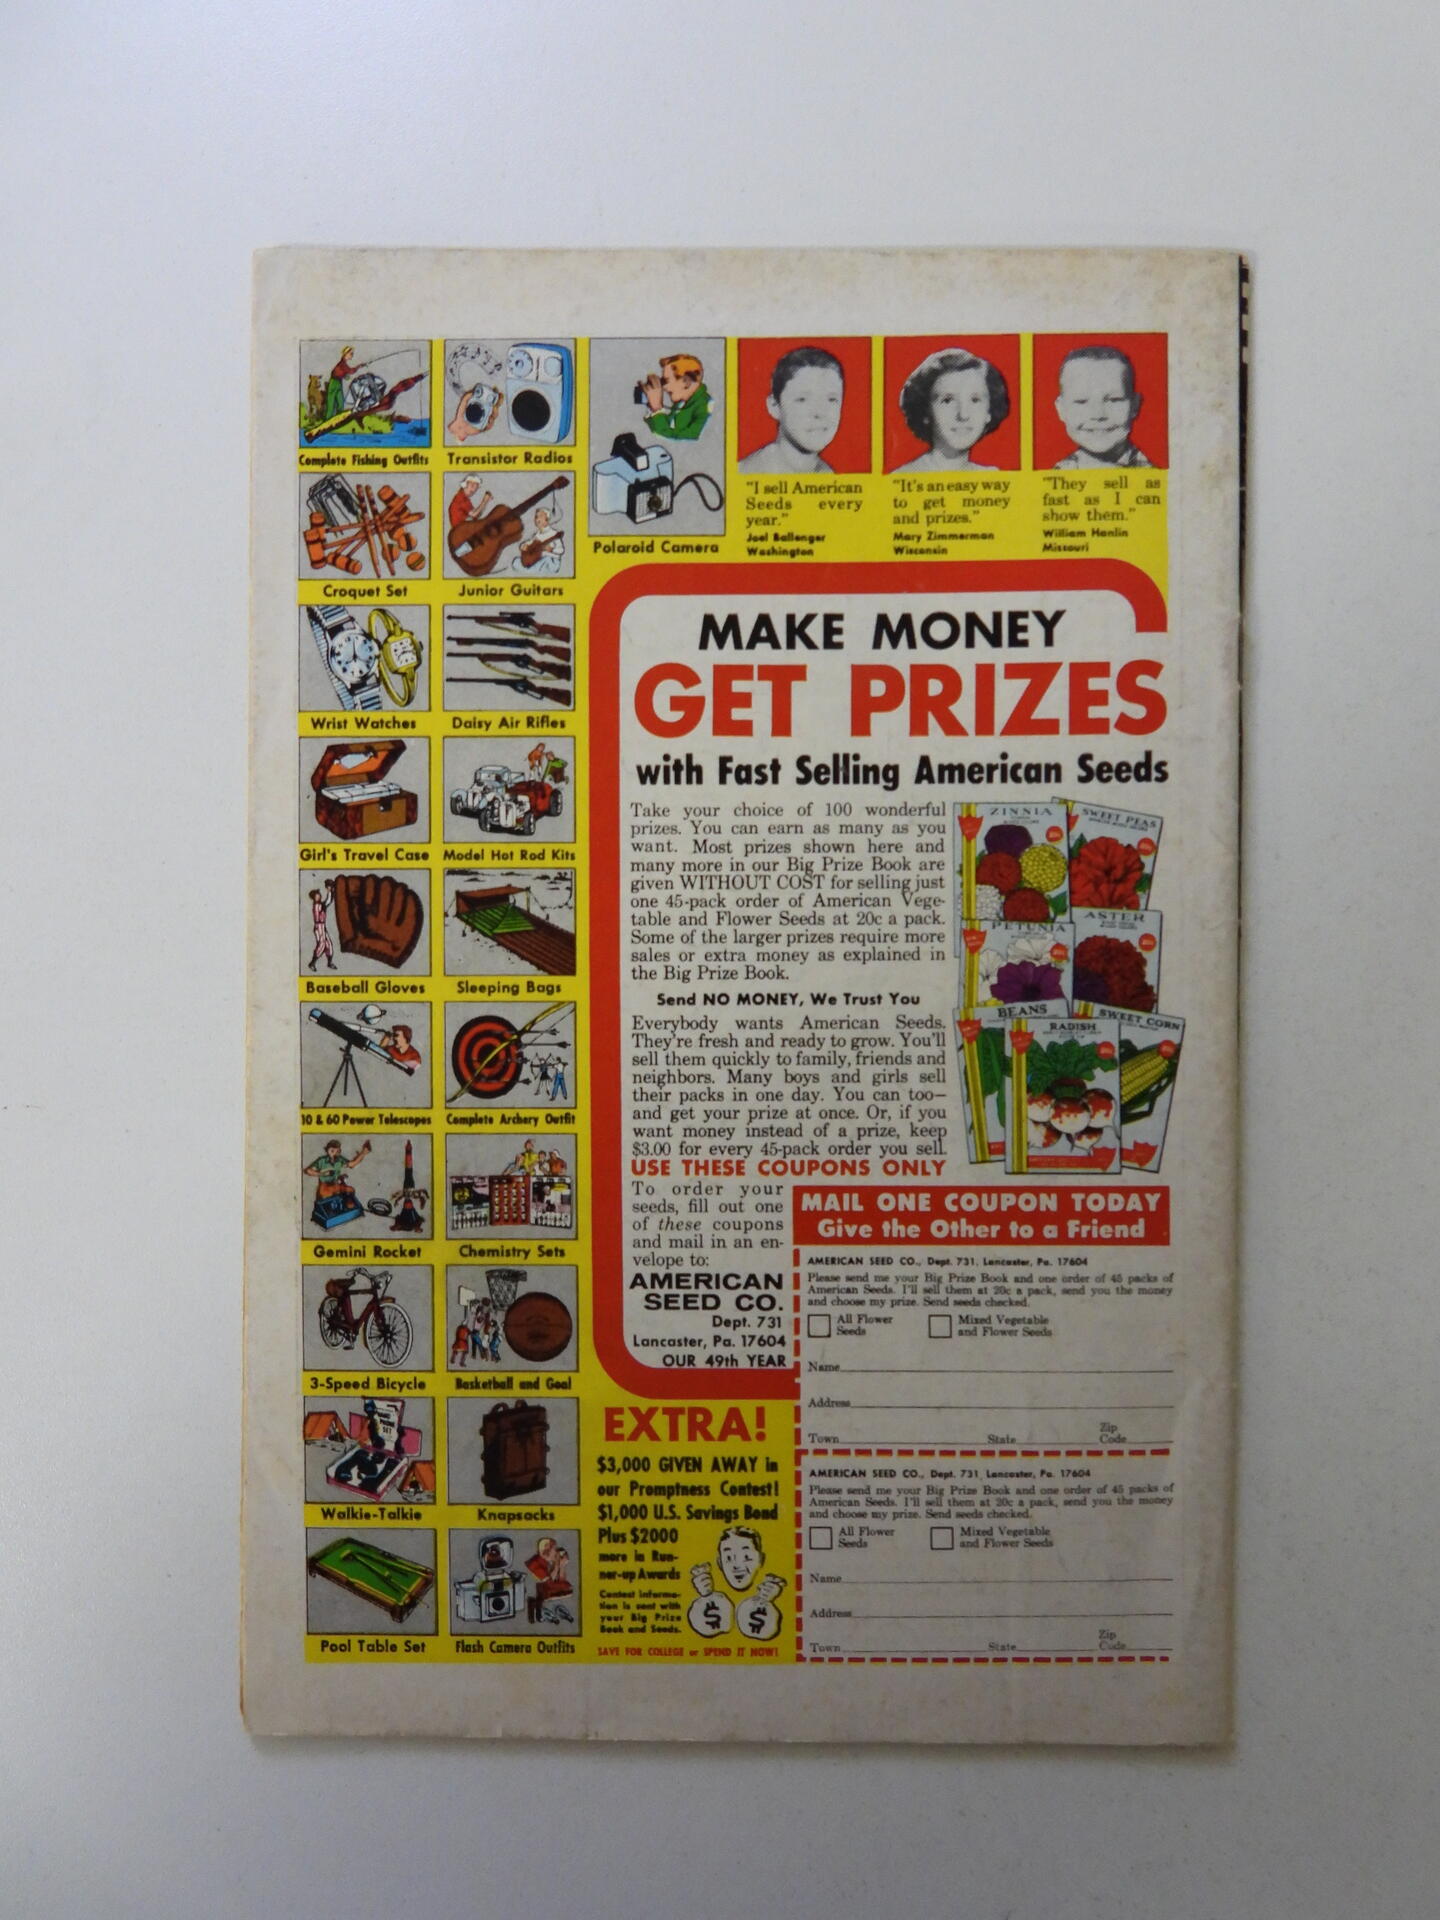 Complete Fishing Outfits
Transistor Radios
Croquet Set
Junior Guitars
Polaroid Camera
Wrist Watches
Daisy Air Rifles
Girl's Travel Case
Model Hot Rod Kits
Baseball Gloves
Sleeping Bags
30 & 60 Power Telescopes
Complete Archery Outfit
Gemini Rocket
Chemistry Sets
3-Speed Bicycle
Basketball and Goal
Walkie-Talkie
Knapsacks
Pool Table Set
Flash Camera Outfits
"I sell American
Seeds every
year."
Joel Ballenger
Washington
"It's an easy way
to get money
and prizes."
Mary Zimmerman
Wisconsin
"They sell as
fast as I can
show them."
William Hanlin
Missouri
MAKE MONEY
GET PRIZES
with Fast Selling American Seeds
Take your choice of 100 wonderful
prizes. You can earn as many as you
want. Most prizes shown here and
many more in our Big Prize Book are
given WITHOUT COST for selling just
one 45-pack order of American Vege-
table and Flower Seeds at 20c a pack.
Some of the larger prizes require more
sales or extra money as explained in
the Big Prize Book.
Send NO MONEY, We Trust You
Everybody wants American Seeds.
They're fresh and ready to grow. You'll
sell them quickly to family, friends and
neighbors. Many boys and girls sell
their packs in one day. You can too—
and get your prize at once. Or, if you
want money instead of a prize, keep
$3.00 for every 45-pack order you sell.
USE THESE COUPONS ONLY
To order your
seeds, fill out one
of these coupons
and mail in an en-
velope to:
AMERICAN
SEED CO.
Dept. 731
Lancaster, Pa. 17604
OUR 49th YEAR
ZINNIA
SWEET PEAS
PETUNIA
ASTER
BEANS
RADISH
SWEET CORN
MAIL ONE COUPON TODAY
Give the Other to a Friend
AMERICAN SEED CO., Dept. 731, Lancaster, Pa. 17604
Please send me your Big Prize Book and one order of 45 packs of
American Seeds. I'll sell them at 20c a pack, send you the money
and choose my prize. Send seeds checked.
All Flower
Seeds
Mixed Vegetable
and Flower Seeds
Name
Address
Town State Zip Code
AMERICAN SEED CO., Dept. 731, Lancaster, Pa. 17604
Please send me your Big Prize Book and one order of 45 packs of
American Seeds. I'll sell them at 20c a pack, send you the money
and choose my prize. Send seeds checked.
All Flower
Seeds
Mixed Vegetable
and Flower Seeds
Name
Address
Town State Zip Code
EXTRA!
$3,000 GIVEN AWAY in
our Promptness Contest!
$1,000 U.S. Savings Bond
Plus $2000
more in Run-
ner-up Awards
Contest informa-
tion is sent with
your Big Prize
Book and Seeds.
$ $
SAVE FOR COLLEGE or SPEND IT NOW!